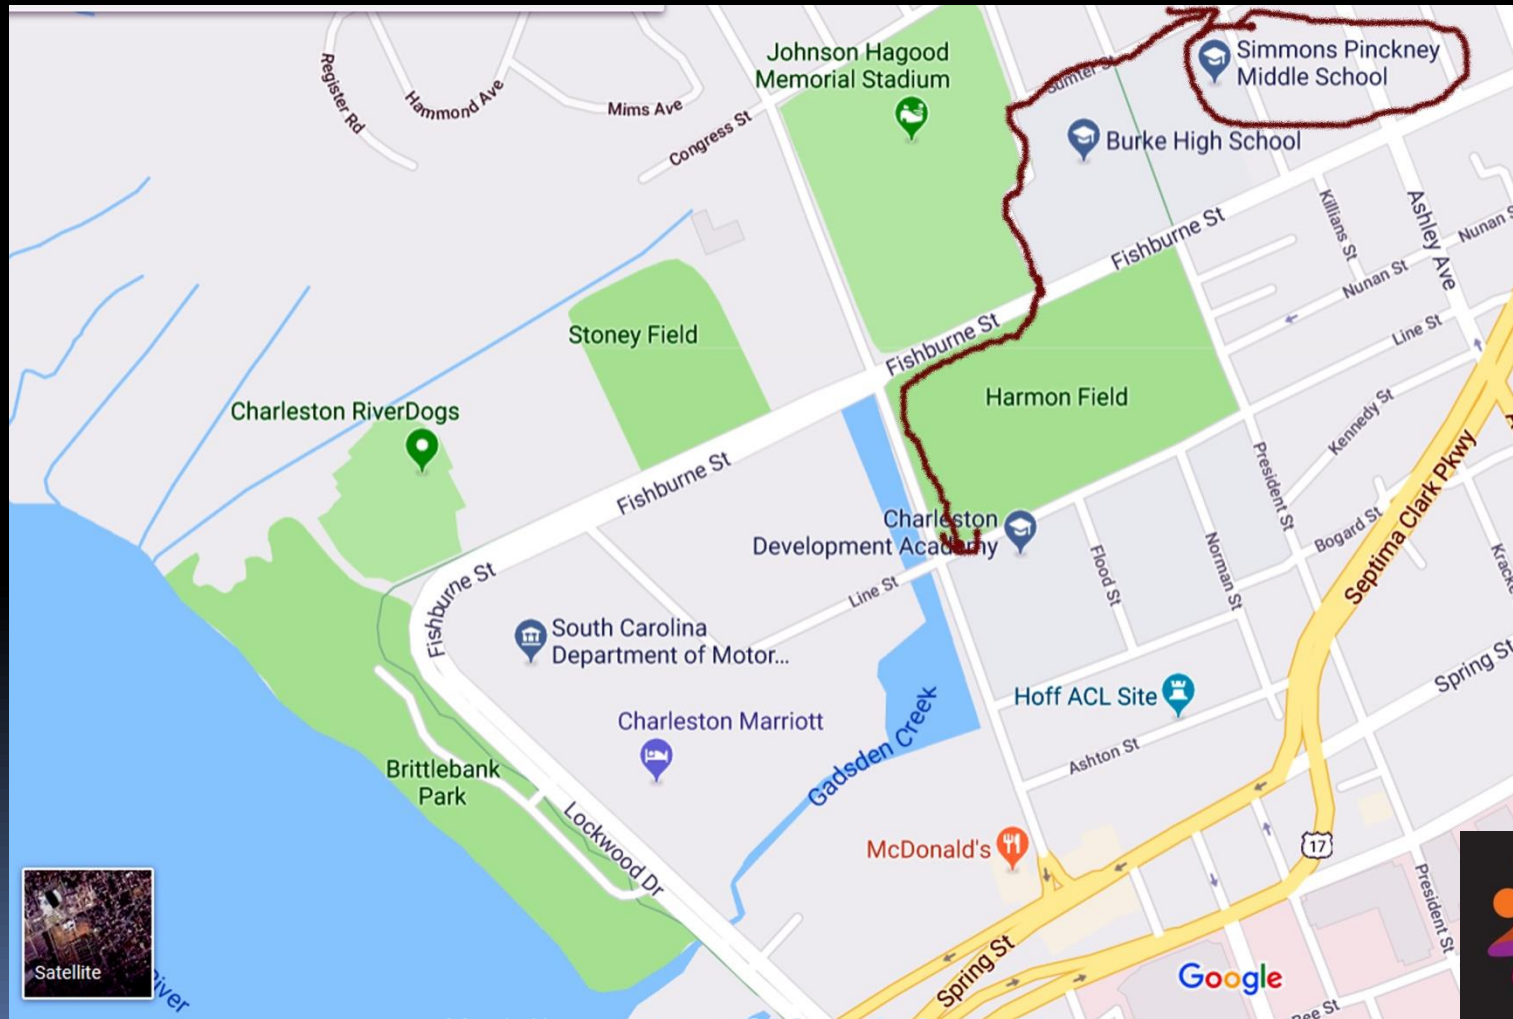 Johnson Hagood
Memorial Stadium
Simmons Pinckney
Middle School
Sumter St
Burke High School
Register Rd
Hammond Ave
Mims Ave
Congress St
Fishburne St
Killians St
Ashley Ave
Nunan St
Nunan
Line St
Stoney Field
Fishburne St
Harmon Field
Kennedy St
Charleston RiverDogs
Fishburne St
President St
Septima Clark Pkwy
Charleston
Development Academy
Flood St
Norman St
Bogard St
Line St
Fishburne St
South Carolina
Department of Motor...
Hoff ACL Site
Spring St
Charleston Marriott
Gadsden Creek
Ashton St
Brittlebank
Park
Lockwood Dr
McDonald's
17
President St
Satellite
River
Spring St
Google
Bee St